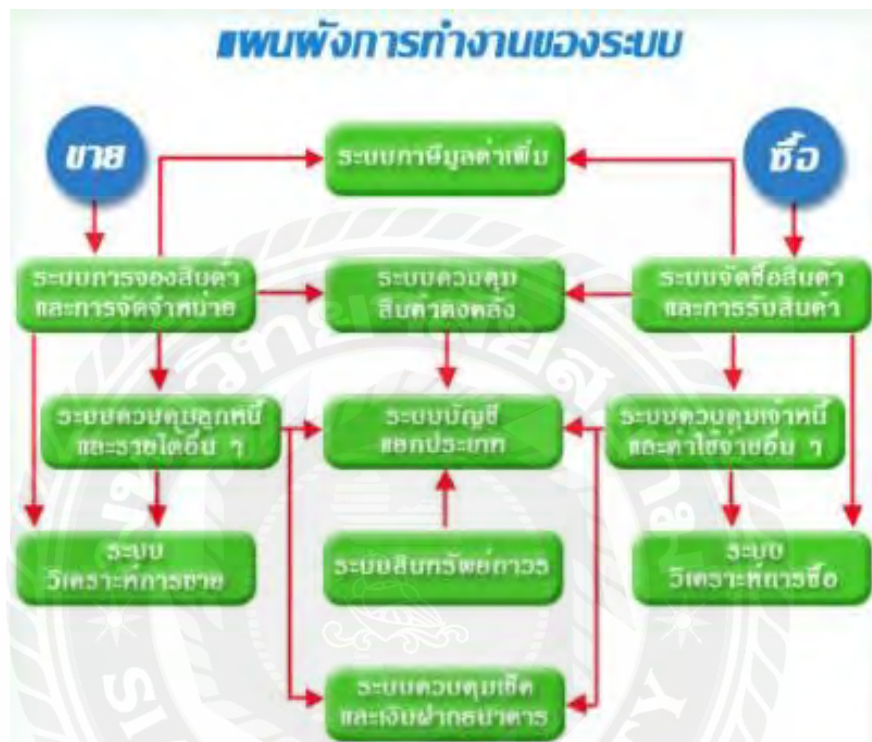 แผนผังการทำงานของระบบ
ขาย
ระบบภาษีมูลค่าเพิ่ม
ซื้อ
ระบบการจองสินค้า
และการจัดจำหน่าย
ระบบควบคุม
สินค้าคงคลัง
ระบบจัดซื้อสินค้า
และการรับสินค้า
ระบบควบคุมลูกหนี้
และรายได้อื่น ๆ
ระบบบัญชี
แยกประเภท
ระบบควบคุมเจ้าหนี้
และค่าใช้จ่ายอื่น ๆ
ระบบ
วิเคราะห์การขาย
ระบบสินทรัพย์ถาวร
ระบบ
วิเคราะห์การซื้อ
ระบบควบคุมเช็ค
และเงินฝากธนาคาร